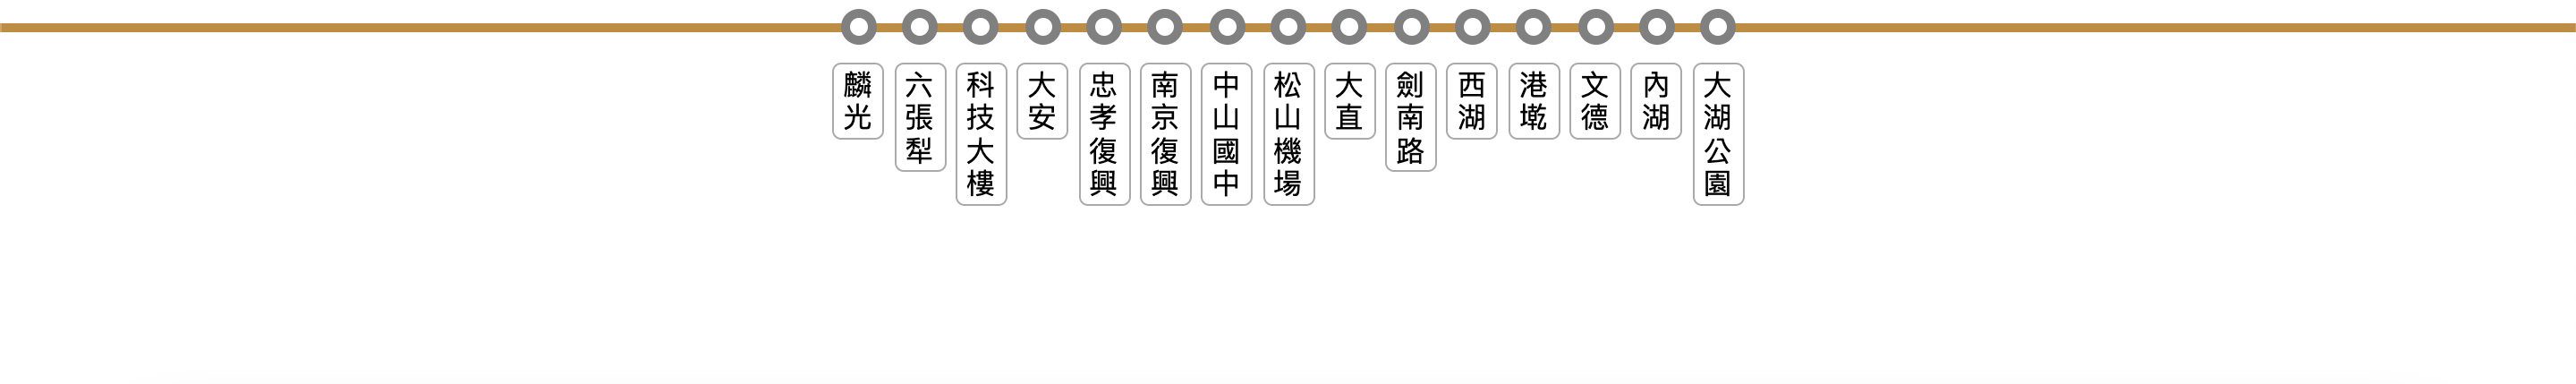 麟光
六張犁
科技大樓
大安
忠孝復興
南京復興
中山國中
松山機場
大直
劍南路
西湖
港墘
文德
內湖
大湖公園